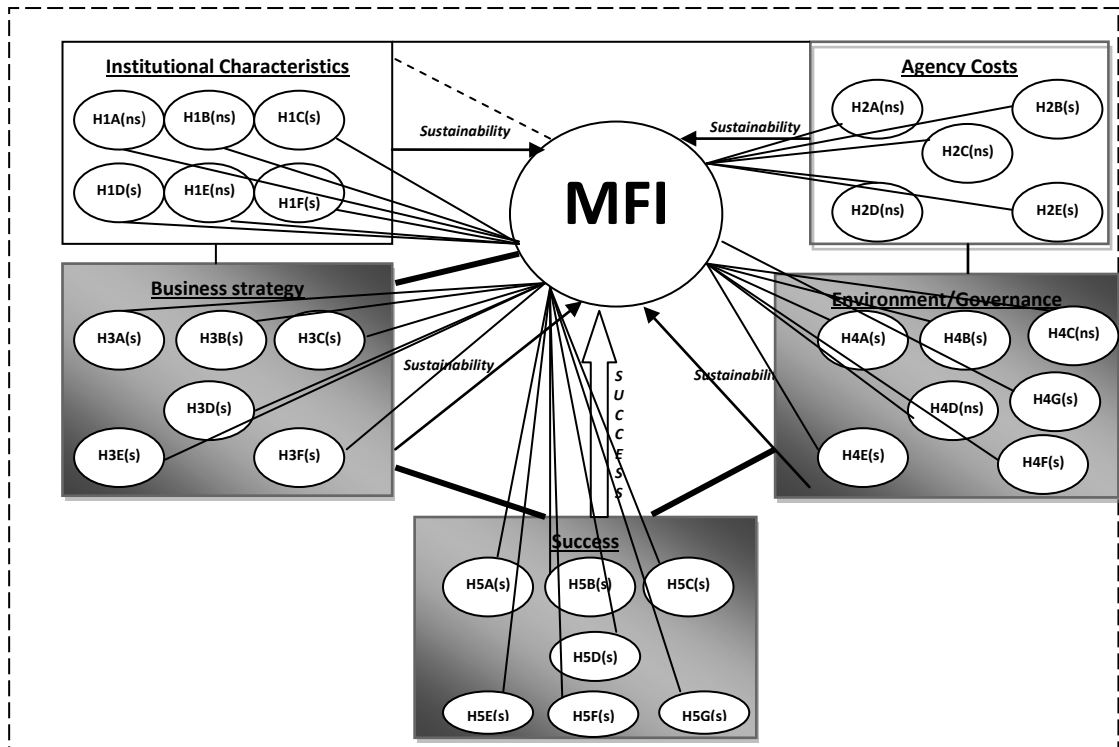 Institutional Characteristics
H1A(ns)
H1B(ns)
H1C(s)
H1D(s)
H1E(ns)
H1F(s)
Sustainability
MFI
Sustainability
Agency Costs
H2A(ns)
H2B(s)
H2C(ns)
H2D(ns)
H2E(s)
Business strategy
H3A(s)
H3B(s)
H3C(s)
H3D(s)
H3E(s)
H3F(s)
Sustainability
SUCCESS
Sustainabili
Environment/Governance
H4A(s)
H4B(s)
H4C(ns)
H4D(ns)
H4G(s)
H4E(s)
H4F(s)
Success
H5A(s)
H5B(s)
H5C(s)
H5D(s)
H5E(s)
H5F(s)
H5G(s)